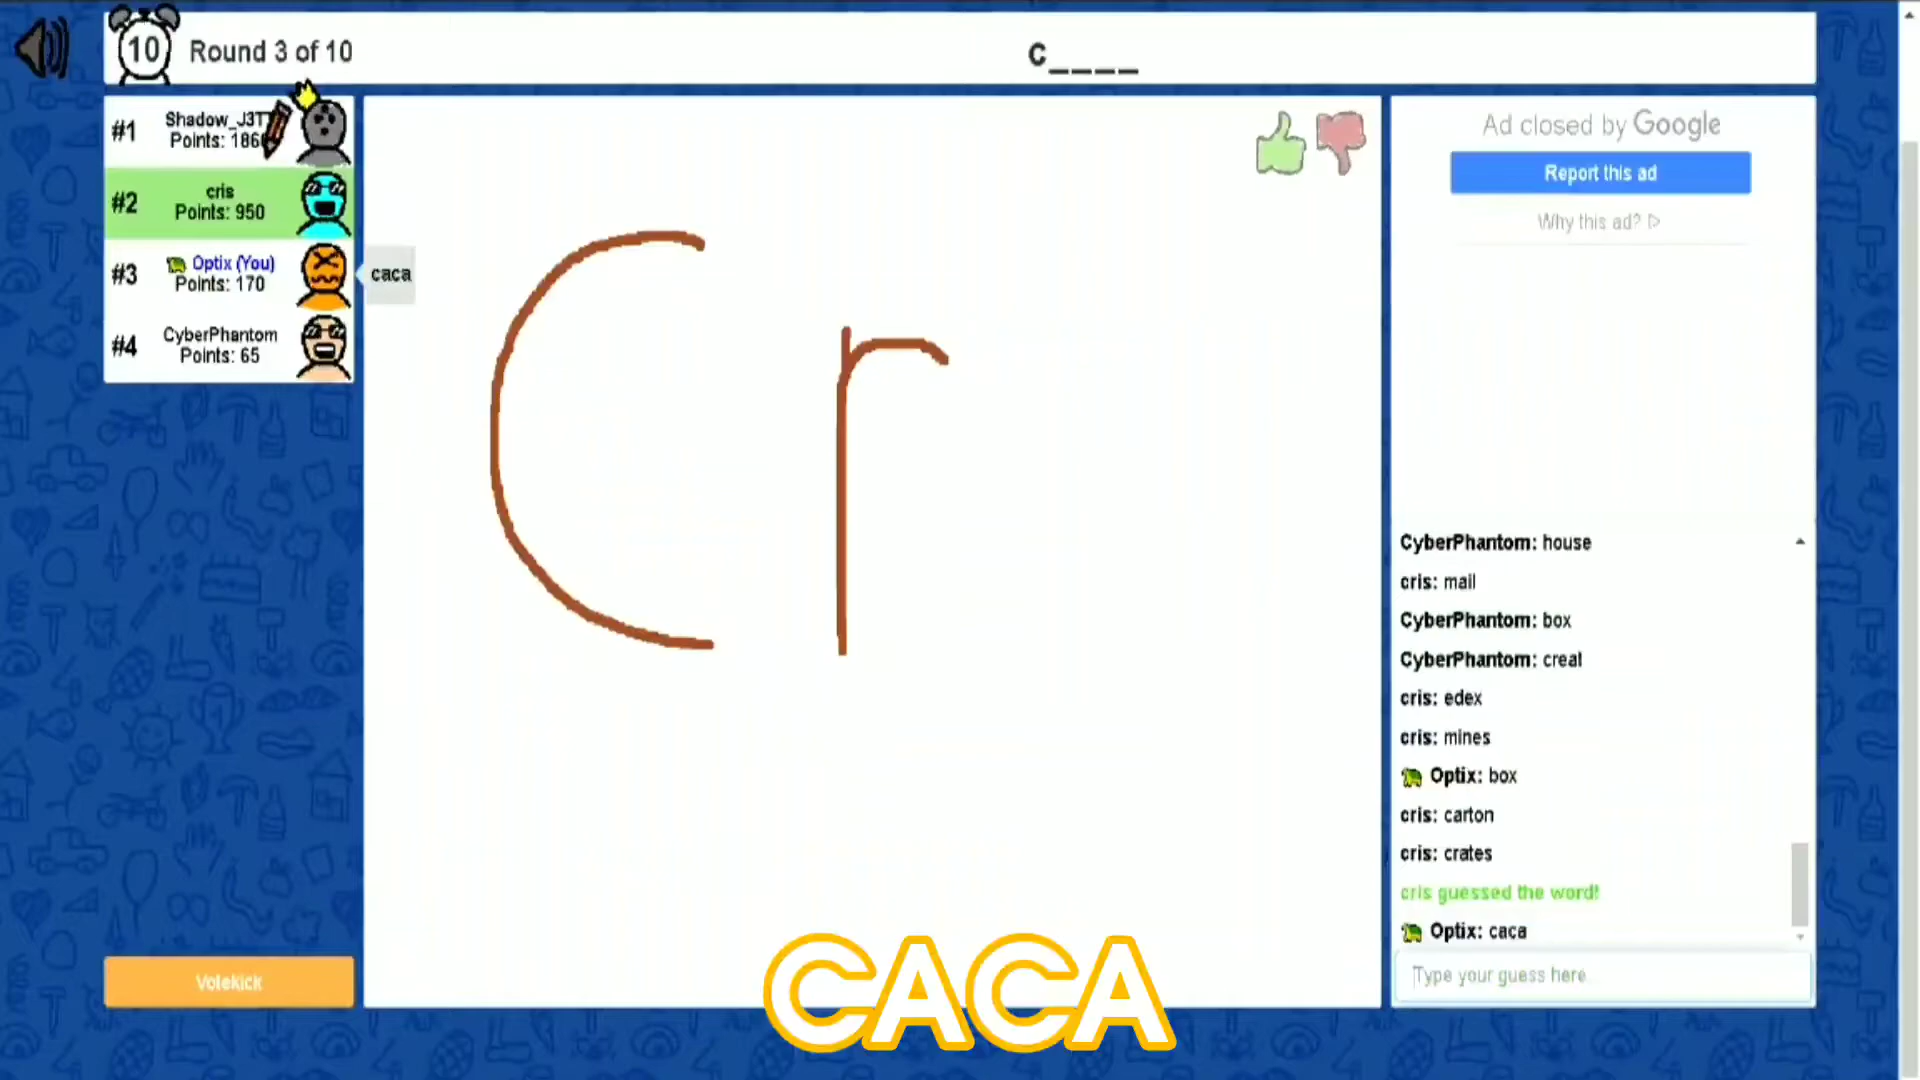 10 Round 3 of 10
c____
#1 Shadow_J3T
Points: 186
#2 cris
Points: 950
#3 Optix (You)
Points: 170
#4 CyberPhantom
Points: 65
caca
Cr
Ad closed by Google
Report this ad
Why this ad?
CyberPhantom: house
cris: mail
CyberPhantom: box
CyberPhantom: creal
cris: edex
cris: mines
Optix: box
cris: carton
cris: crates
cris guessed the word!
Optix: caca
Type your guess here
Votekick
CACA